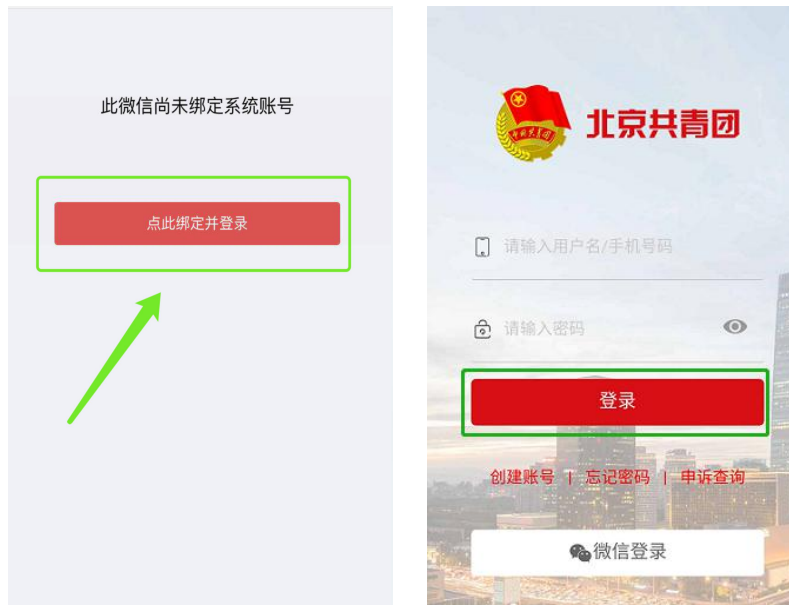 此微信尚未绑定系统账号
点此绑定并登录
北京共青团
请输入用户名/手机号码
请输入密码
登录
创建账号 | 忘记密码 | 申诉查询
微信登录